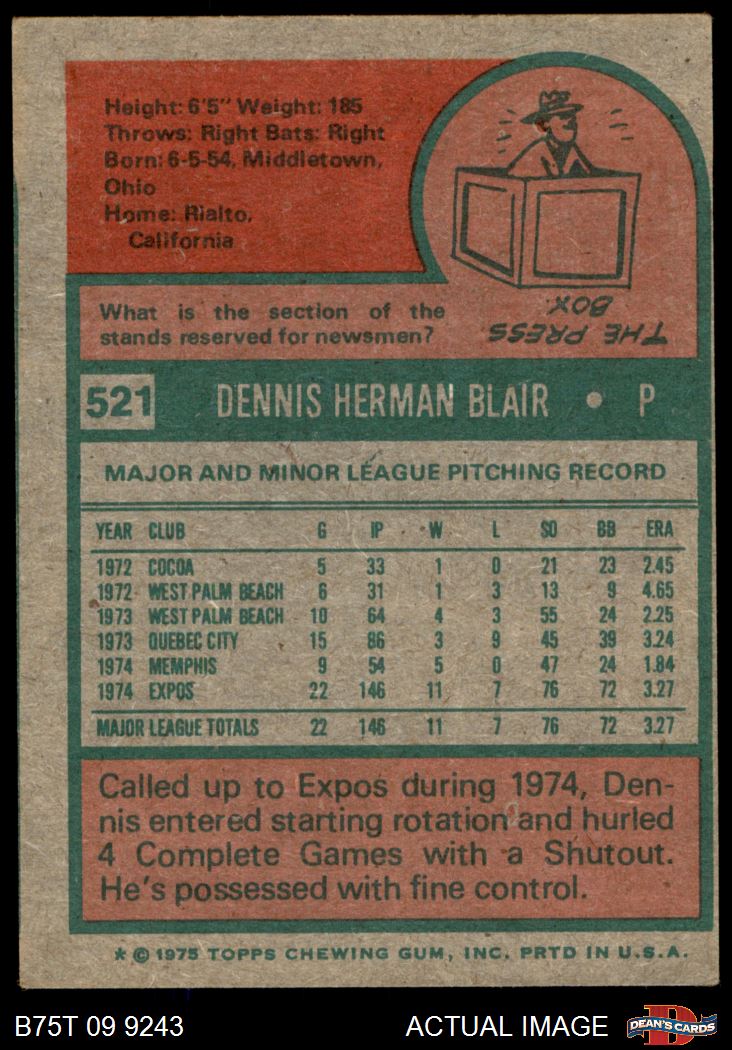 Height: 6'5" Weight: 185
Throws: Right Bats: Right
Born: 6-5-54, Middletown,
Ohio
Home: Rialto,
California
What is the section of the
stands reserved for newsmen?
THE PRESS
BOX.
521 DENNIS HERMAN BLAIR • P
MAJOR AND MINOR LEAGUE PITCHING RECORD
YEAR CLUB G IP W L SO BB ERA
1972 COCOA 5 33 1 0 21 23 2.45
1972 WEST PALM BEACH 6 31 1 3 13 9 4.65
1973 WEST PALM BEACH 10 64 4 3 55 24 2.25
1973 QUEBEC CITY 15 86 3 9 45 39 3.24
1974 MEMPHIS 9 54 5 0 47 24 1.84
1974 EXPOS 22 146 11 7 76 72 3.27
MAJOR LEAGUE TOTALS 22 146 11 7 76 72 3.27
Called up to Expos during 1974, Den-
nis entered starting rotation and hurled
4 Complete Games with a Shutout.
He's possessed with fine control.
* © 1975 TOPPS CHEWING GUM, INC. PRTD IN U.S.A.
B75T 09 9243 ACTUAL IMAGE DEAN'S CARDS